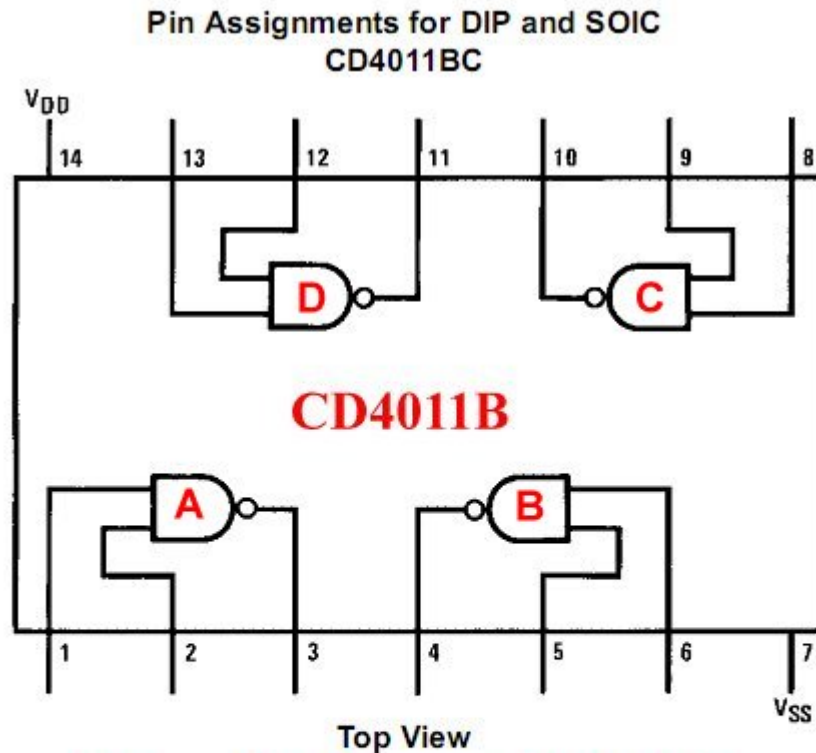 Pin Assignments for DIP and SOIC
CD4011BC
VDD
14 13 12 11 10 9 8
D C
CD4011B
A B
1 2 3 4 5 6 7
VSS
Top View